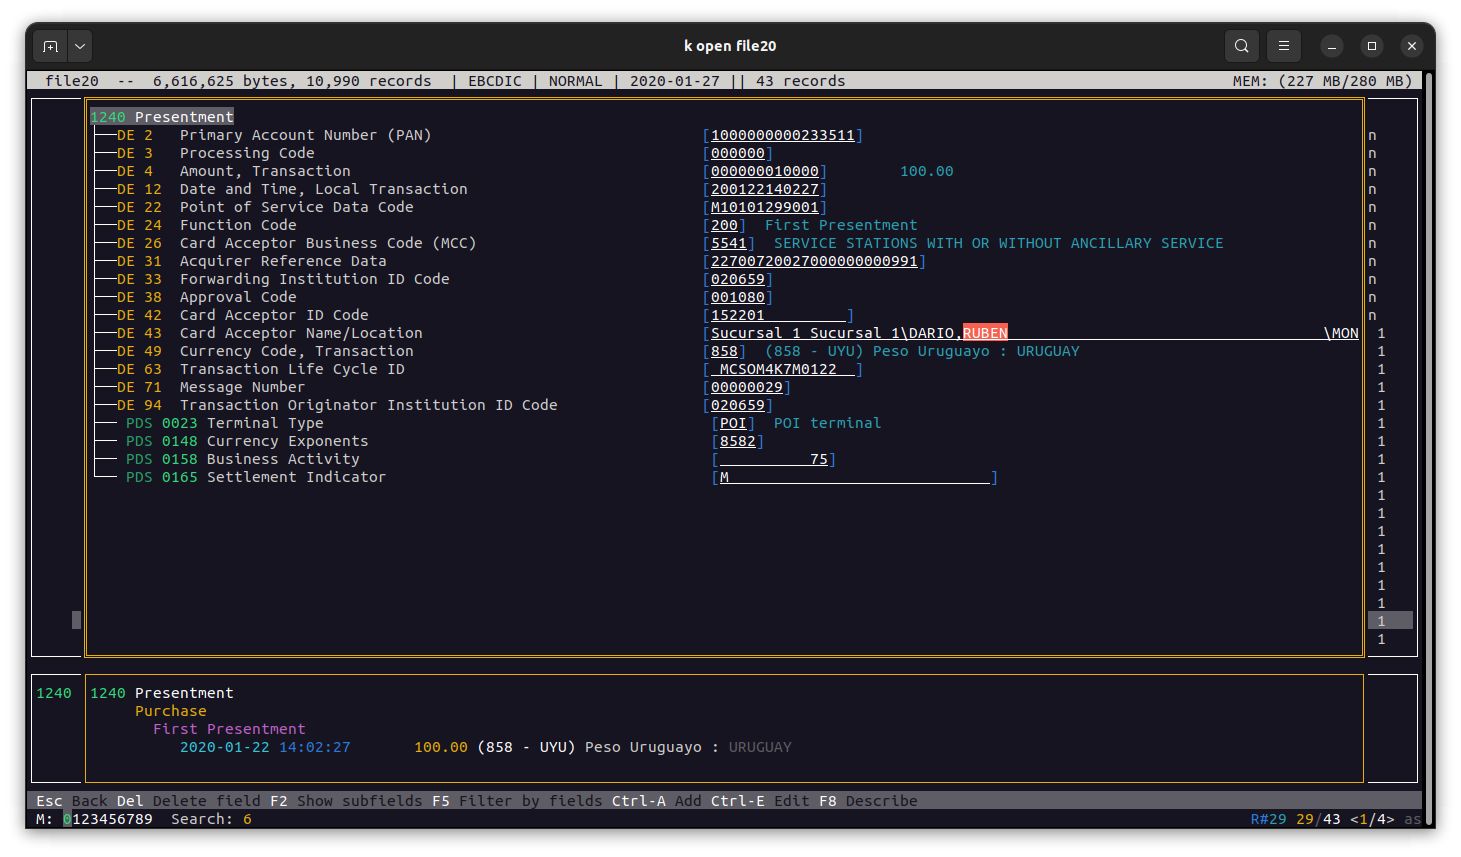 k open file20
file20 -- 6,616,625 bytes, 10,990 records | EBCDIC | NORMAL | 2020-01-27 || 43 records MEM: (227 MB/280 MB)
1240 Presentment
DE 2 Primary Account Number (PAN) [1000000000233511] n
DE 3 Processing Code [000000] n
DE 4 Amount, Transaction [000000010000] 100.00 n
DE 12 Date and Time, Local Transaction [200122140227] n
DE 22 Point of Service Data Code [M10101299001] n
DE 24 Function Code [200] First Presentment n
DE 26 Card Acceptor Business Code (MCC) [5541] SERVICE STATIONS WITH OR WITHOUT ANCILLARY SERVICE n
DE 31 Acquirer Reference Data [22700720027000000000991] n
DE 33 Forwarding Institution ID Code [020659] n
DE 38 Approval Code [001080] n
DE 42 Card Acceptor ID Code [152201 ] n
DE 43 Card Acceptor Name/Location [Sucursal 1 Sucursal 1\DARIO,RUBEN \MON 1
DE 49 Currency Code, Transaction [858] (858 - UYU) Peso Uruguayo : URUGUAY 1
DE 63 Transaction Life Cycle ID [ MCSOM4K7M0122 ] 1
DE 71 Message Number [00000029] 1
DE 94 Transaction Originator Institution ID Code [020659] 1
PDS 0023 Terminal Type [POI] POI terminal 1
PDS 0148 Currency Exponents [8582] 1
PDS 0158 Business Activity [ 75] 1
PDS 0165 Settlement Indicator [M ] 1
1
1
1
1
1
1
1
1
1
1240 1240 Presentment
Purchase
First Presentment
2020-01-22 14:02:27 100.00 (858 - UYU) Peso Uruguayo : URUGUAY
Esc Back Del Delete field F2 Show subfields F5 Filter by fields Ctrl-A Add Ctrl-E Edit F8 Describe
M: 0123456789 Search: 6 R#29 29/43 <1/4> as